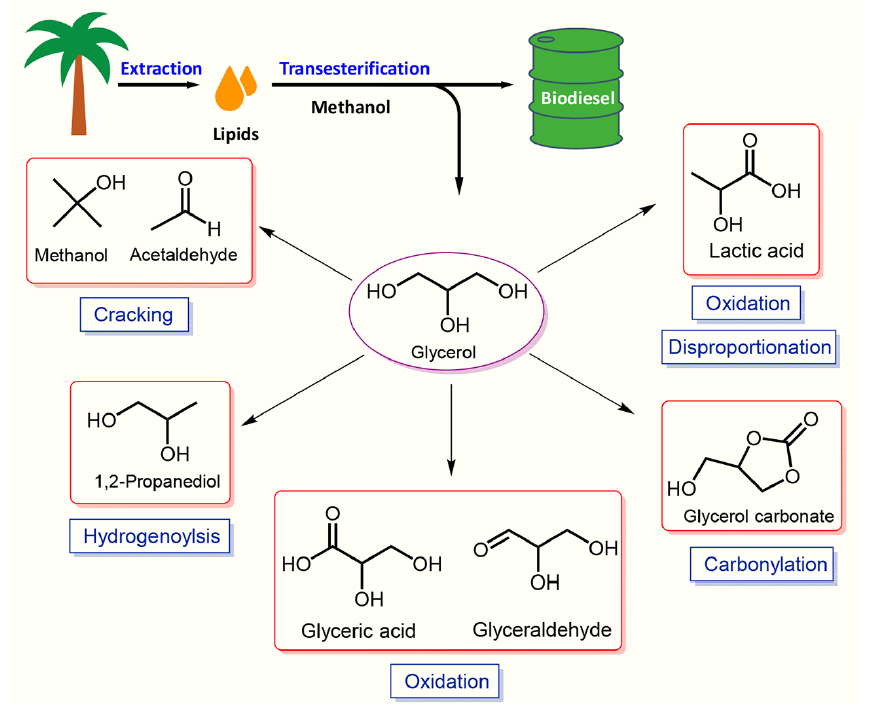 Extraction
Transesterification
Methanol
Lipids
Biodiesel
OH
O
H
Methanol
Acetaldehyde
Cracking
O
OH
OH
Lactic acid
Oxidation
Disproportionation
HO
OH
OH
Glycerol
HO
OH
1,2-Propanediol
Hydrogenoylsis
O
O
O
HO
Glycerol carbonate
Carbonylation
O
HO
OH
OH
Glyceric acid
O
OH
OH
Glyceraldehyde
Oxidation